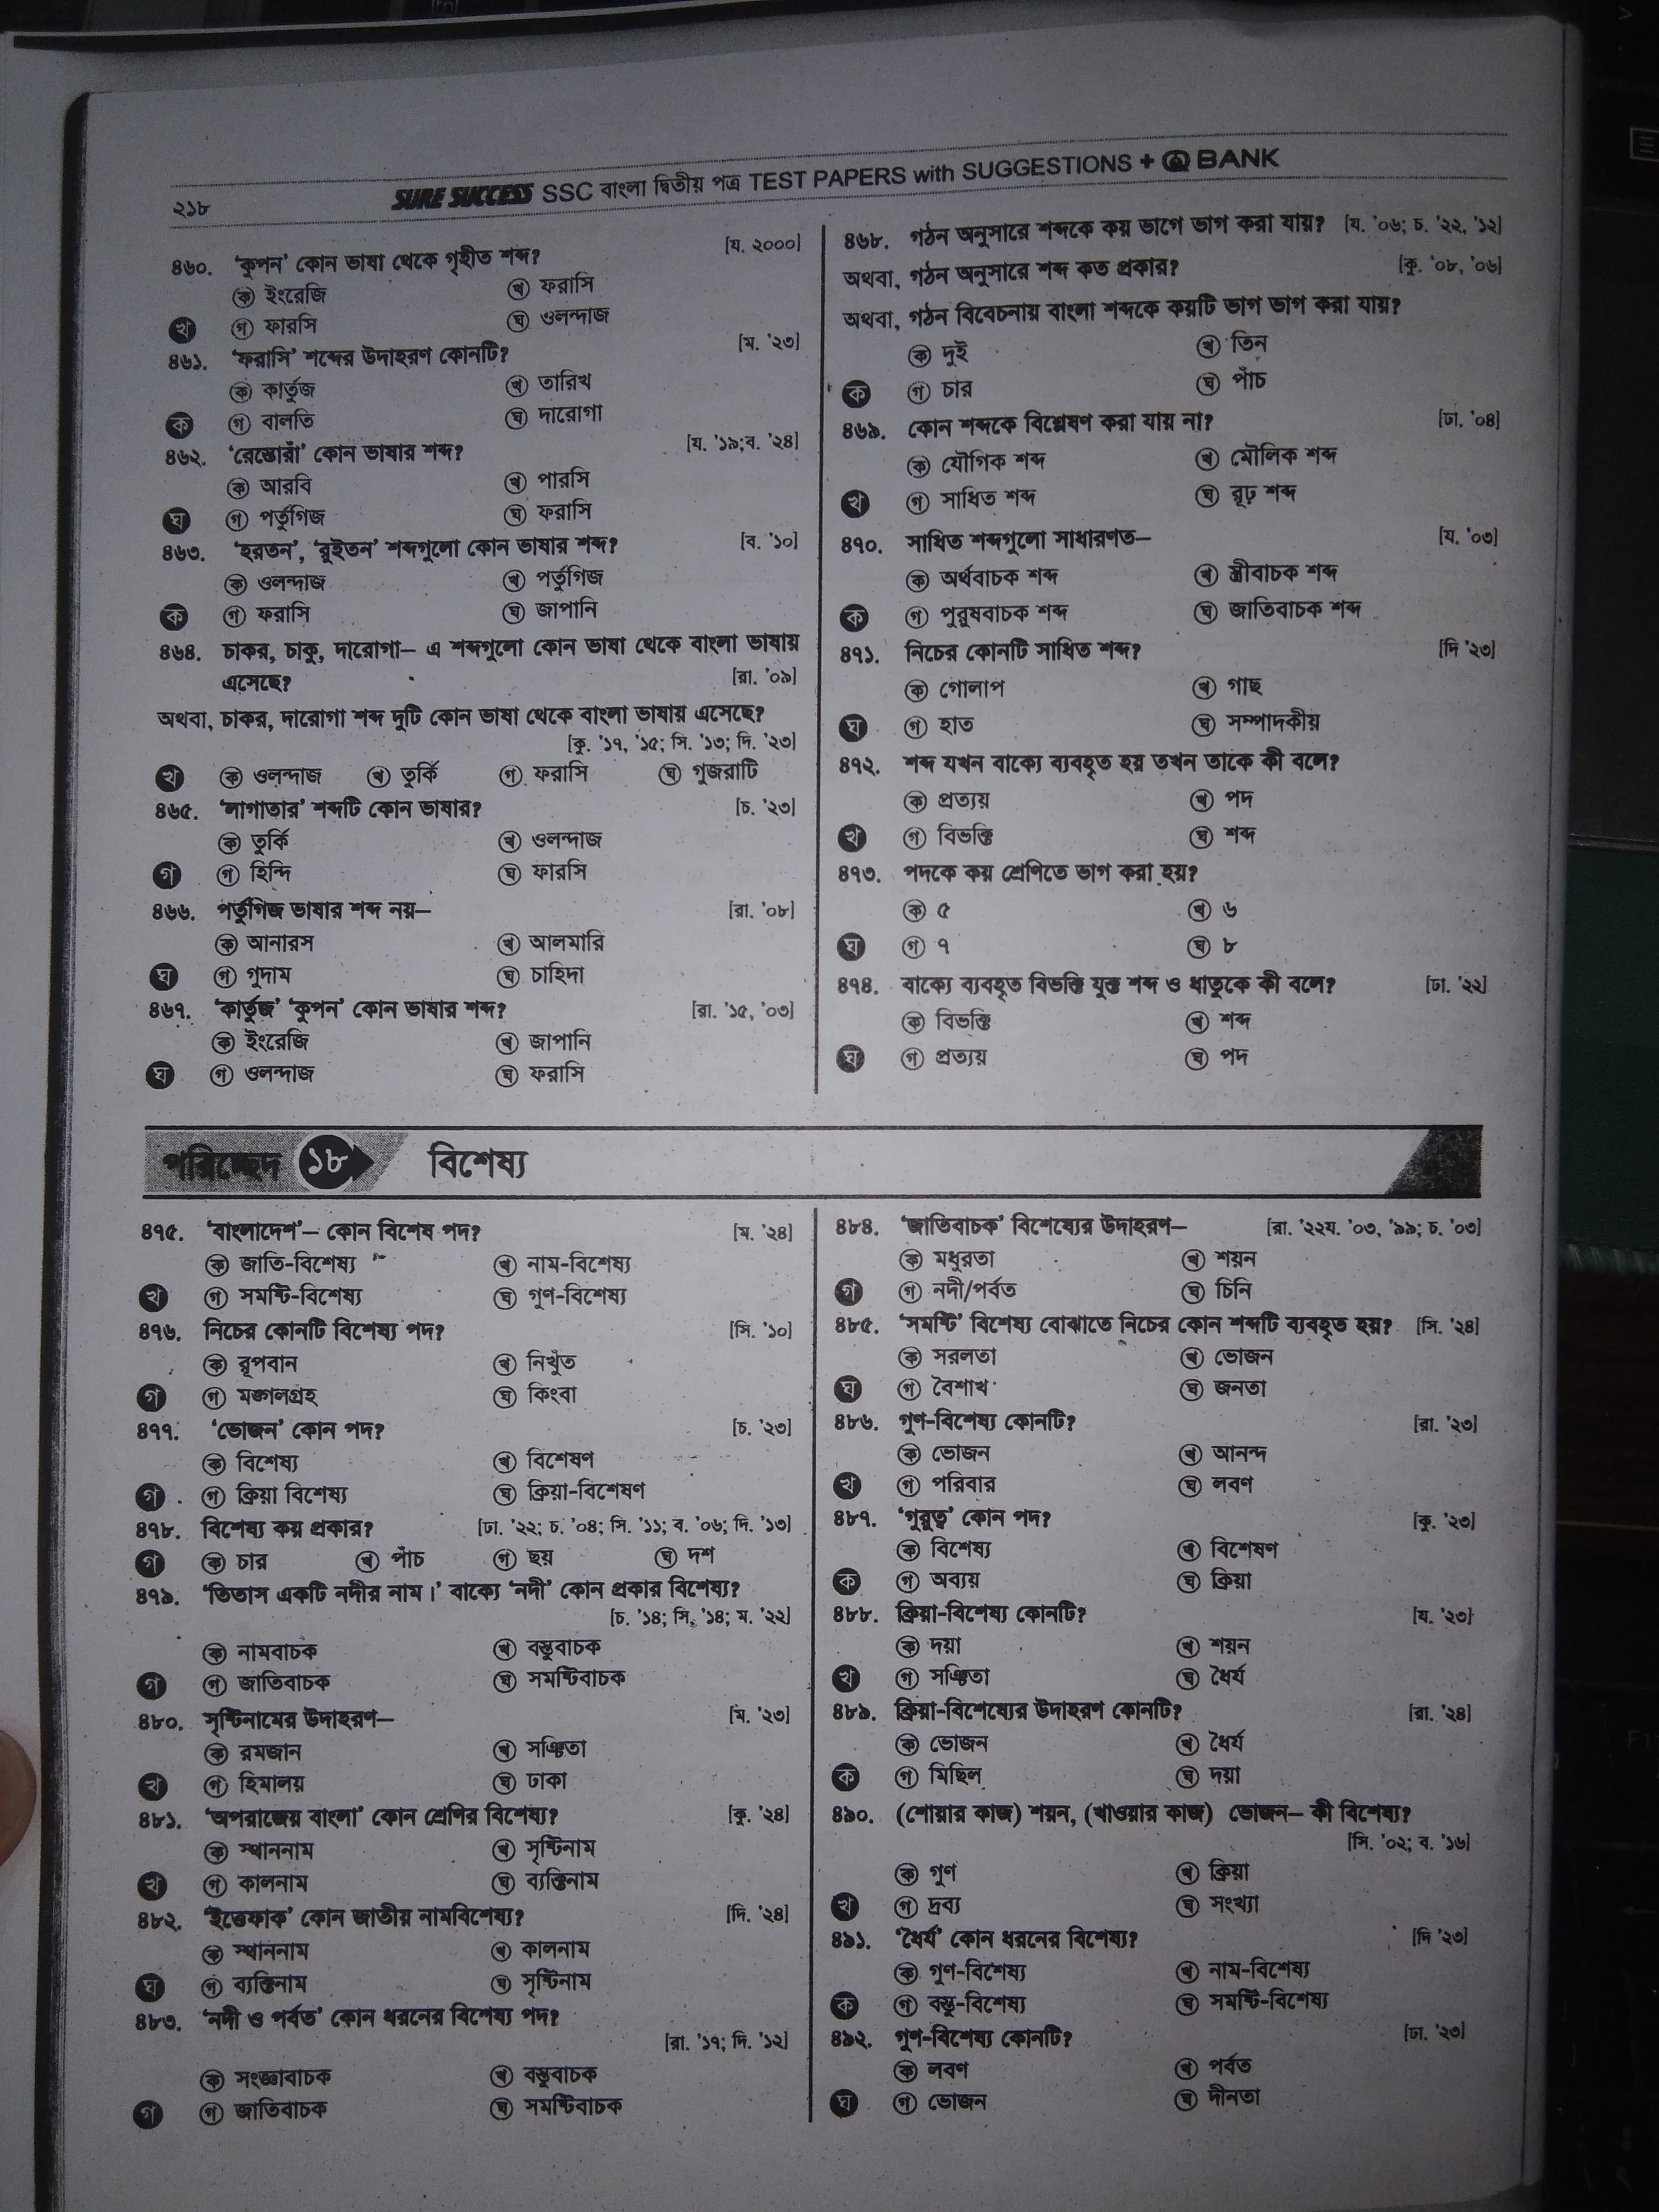 ২১৮
SURE SUCCESS SSC বাংলা দ্বিতীয় পত্র TEST PAPERS with SUGGESTIONS + Q BANK
৪৬০. ‘কুপন’ কোন ভাষা থেকে গৃহীত শব্দ? [য. ২০০০]
ক ইংরেজি খ ফরাসি
খ গ ফারসি ঘ ওলন্দাজ
৪৬১. ‘ফরাসি’ শব্দের উদাহরণ কোনটি? [ম. '২৩]
ক কার্তুজ খ তারিখ
ক গ বালতি ঘ দারোগা
৪৬২. ‘রেস্তোরাঁ’ কোন ভাষার শব্দ? [য. '১৯;ব. '২৪]
ক আরবি খ পারসি
ঘ গ পর্তুগিজ ঘ ফরাসি
৪৬৩. ‘হরতন’, ‘রুইতন’ শব্দগুলো কোন ভাষার শব্দ? [ব. '১০]
ক ওলন্দাজ খ পর্তুগিজ
ক গ ফরাসি ঘ জাপানি
৪৬৪. চাকর, চাকু, দারোগা— এ শব্দগুলো কোন ভাষা থেকে বাংলা ভাষায়
এসেছে? [রা. '০৯]
অথবা, চাকর, দারোগা শব্দ দুটি কোন ভাষা থেকে বাংলা ভাষায় এসেছে?
[কু. '১৭, '১৫; সি. '১৩; দি. '২৩]
খ ক ওলন্দাজ খ তুর্কি গ ফরাসি ঘ গুজরাটি
৪৬৫. ‘লাগাতার’ শব্দটি কোন ভাষার? [চ. '২৩]
ক তুর্কি খ ওলন্দাজ
গ গ হিন্দি ঘ ফারসি
৪৬৬. পর্তুগিজ ভাষার শব্দ নয়— [রা. '০৮]
ক আনারস খ আলমারি
ঘ গ গুদাম ঘ চাহিদা
৪৬৭. ‘কার্তুজ’ ‘কুপন’ কোন ভাষার শব্দ? [রা. '১৫, '০৩]
ক ইংরেজি খ জাপানি
ঘ গ ওলন্দাজ ঘ ফরাসি
৪৬৮. গঠন অনুসারে শব্দকে কয় ভাগে ভাগ করা যায়? [য. '০৬; চ. '২২, '১২]
অথবা, গঠন অনুসারে শব্দ কত প্রকার? [কু. '০৮, '০৬]
অথবা, গঠন বিবেচনায় বাংলা শব্দকে কয়টি ভাগ ভাগ করা যায়?
ক দুই খ তিন
ক গ চার ঘ পাঁচ
৪৬৯. কোন শব্দকে বিশ্লেষণ করা যায় না? [ঢা. '০৪]
ক যৌগিক শব্দ খ মৌলিক শব্দ
খ গ সাধিত শব্দ ঘ রূঢ় শব্দ
৪৭০. সাধিত শব্দগুলো সাধারণত— [য. '০৩]
ক অর্থবাচক শব্দ খ স্ত্রীবাচক শব্দ
ক গ পুরুষবাচক শব্দ ঘ জাতিবাচক শব্দ
৪৭১. নিচের কোনটি সাধিত শব্দ? [দি '২৩]
ক গোলাপ খ গাছ
ঘ গ হাত ঘ সম্পাদকীয়
৪৭২. শব্দ যখন বাক্যে ব্যবহৃত হয় তখন তাকে কী বলে?
ক প্রত্যয় খ পদ
খ গ বিভক্তি ঘ শব্দ
৪৭৩. পদকে কয় শ্রেণিতে ভাগ করা হয়?
ক ৫ খ ৬
ঘ গ ৭ ঘ ৮
৪৭৪. বাক্যে ব্যবহৃত বিভক্তি যুক্ত শব্দ ও ধাতুকে কী বলে? [ঢা. '২২]
ক বিভক্তি খ শব্দ
ঘ গ প্রত্যয় ঘ পদ
পরিচ্ছেদ ১৮ বিশেষ্য
৪৭৫. ‘বাংলাদেশ’— কোন বিশেষ পদ? [ম. '২৪]
ক জাতি-বিশেষ্য খ নাম-বিশেষ্য
খ গ সমষ্টি-বিশেষ্য ঘ গুণ-বিশেষ্য
৪৭৬. নিচের কোনটি বিশেষ্য পদ? [সি. '১০]
ক রূপবান খ নিখুঁত
গ গ মঙ্গলগ্রহ ঘ কিংবা
৪৭৭. ‘ভোজন’ কোন পদ? [চ. '২৩]
ক বিশেষ্য খ বিশেষণ
গ গ ক্রিয়া বিশেষ্য ঘ ক্রিয়া-বিশেষণ
৪৭৮. বিশেষ্য কয় প্রকার? [ঢা. '২২; চ. '০৪; সি. '১১; ব. '০৬; দি. '১৩]
গ ক চার খ পাঁচ গ ছয় ঘ দশ
৪৭৯. ‘তিতাস একটি নদীর নাম।’ বাক্যে ‘নদী’ কোন প্রকার বিশেষ্য?
[চ. '১৪; সি. '১৪; ম. '২২]
ক নামবাচক খ বস্তুবাচক
গ গ জাতিবাচক ঘ সমষ্টিবাচক
৪৮০. সৃষ্টিনামের উদাহরণ— [ম. '২৩]
ক রমজান খ সঞ্চিতা
খ গ হিমালয় ঘ ঢাকা
৪৮১. ‘অপরাজেয় বাংলা’ কোন শ্রেণির বিশেষ্য? [কু. '২৪]
ক স্থাননাম খ সৃষ্টিনাম
খ গ কালনাম ঘ ব্যক্তিনাম
৪৮২. ‘ইত্তেফাক’ কোন জাতীয় নামবিশেষ্য? [দি. '২৪]
ক স্থাননাম খ কালনাম
ঘ গ ব্যক্তিনাম ঘ সৃষ্টিনাম
৪৮৩. ‘নদী ও পর্বত’ কোন ধরনের বিশেষ্য পদ?
[রা. '১৭; দি. '১২]
ক সংজ্ঞাবাচক খ বস্তুবাচক
গ গ জাতিবাচক ঘ সমষ্টিবাচক
৪৮৪. ‘জাতিবাচক’ বিশেষ্যের উদাহরণ— [রা. '২২য. '০৩, '৯৯; চ. '০৩]
ক মধুরতা খ শয়ন
গ গ নদী/পর্বত ঘ চিনি
৪৮৫. ‘সমষ্টি’ বিশেষ্য বোঝাতে নিচের কোন শব্দটি ব্যবহৃত হয়? [সি. '২৪]
ক সরলতা খ ভোজন
ঘ গ বৈশাখ ঘ জনতা
৪৮৬. গুণ-বিশেষ্য কোনটি? [রা. '২৩]
ক ভোজন খ আনন্দ
খ গ পরিবার ঘ লবণ
৪৮৭. ‘গুরুত্ব’ কোন পদ? [কু. '২৩]
ক বিশেষ্য খ বিশেষণ
ক গ অব্যয় ঘ ক্রিয়া
৪৮৮. ক্রিয়া-বিশেষ্য কোনটি? [য. '২৩]
ক দয়া খ শয়ন
খ গ সঞ্চিতা ঘ ধৈর্য
৪৮৯. ক্রিয়া-বিশেষ্যের উদাহরণ কোনটি? [রা. '২৪]
ক ভোজন খ ধৈর্য
ক গ মিছিল ঘ দয়া
৪৯০. (শোয়ার কাজ) শয়ন, (খাওয়ার কাজ) ভোজন— কী বিশেষ্য?
[সি. '০২; ব. '১৬]
ক গুণ খ ক্রিয়া
খ গ দ্রব্য ঘ সংখ্যা
৪৯১. ‘ধৈর্য’ কোন ধরনের বিশেষ্য? [দি '২৩]
ক গুণ-বিশেষ্য খ নাম-বিশেষ্য
ক গ বস্তু-বিশেষ্য ঘ সমষ্টি-বিশেষ্য
৪৯২. গুণ-বিশেষ্য কোনটি? [ঢা. '২৩]
ক লবণ খ পর্বত
ঘ গ ভোজন ঘ দীনতা